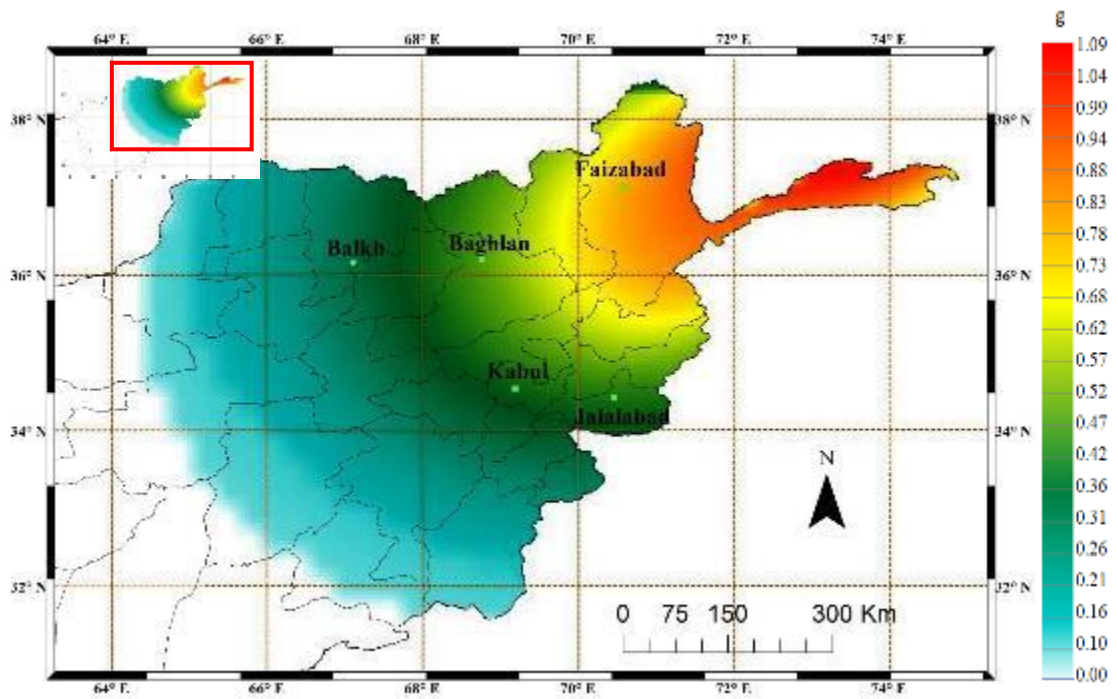 g
64° E 66° E 68° E 70° E 72° E 74° E
1.09
1.04
0.99
0.94
0.83
0.78
0.73
0.68
0.62
0.57
0.52
0.47
0.42
0.36
0.31
0.26
0.21
0.16
0.10
0.00
38° N 38° N
Faizabad
Balkh Baghlan
36° N 36° N
Kabul
Jalalabad
34° N 34° N
N
32° N 32° N
0 75 150 300 Km
64° E 66° E 68° E 70° E 72° E 74° E